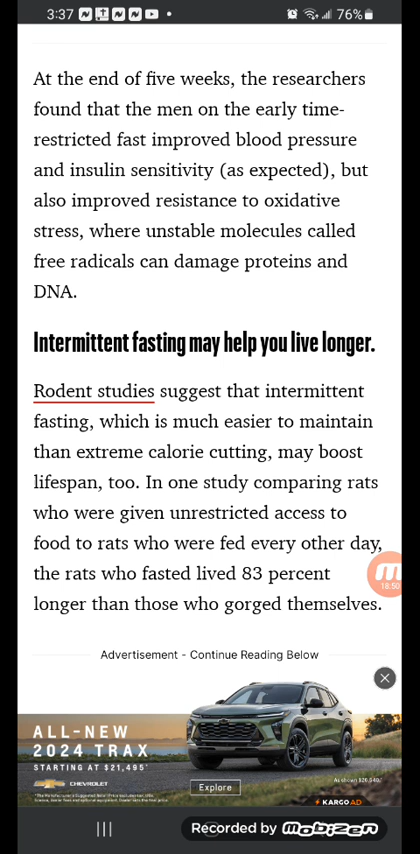 3:37
76%
At the end of five weeks, the researchers
found that the men on the early time-
restricted fast improved blood pressure
and insulin sensitivity (as expected), but
also improved resistance to oxidative
stress, where unstable molecules called
free radicals can damage proteins and
DNA.
Intermittent fasting may help you live longer.
Rodent studies suggest that intermittent
fasting, which is much easier to maintain
than extreme calorie cutting, may boost
lifespan, too. In one study comparing rats
who were given unrestricted access to
food to rats who were fed every other day,
the rats who fasted lived 83 percent
longer than those who gorged themselves.
18:50
Advertisement - Continue Reading Below
ALL-NEW
2024 TRAX
STARTING AT $21,495*
CHEVROLET
Explore
KARGO AD
Recorded by mobizen